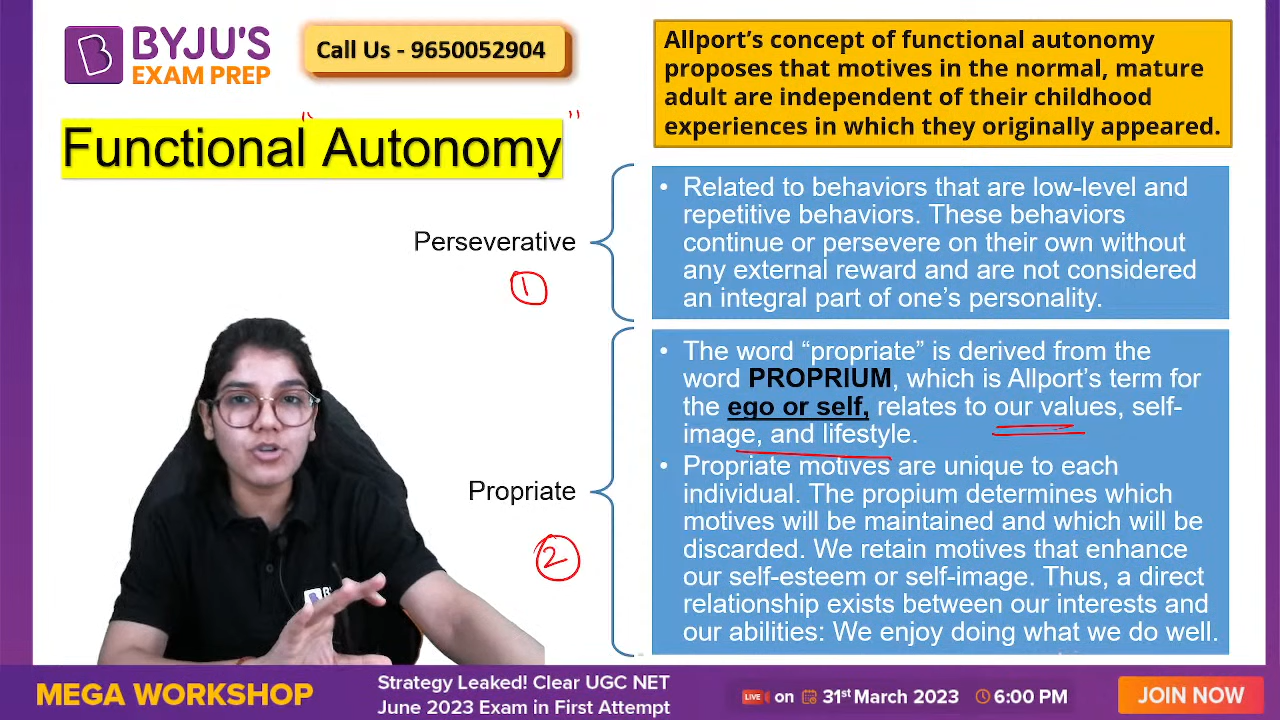 BYJU'S
EXAM PREP
Call Us - 9650052904
Allport's concept of functional autonomy
proposes that motives in the normal, mature
adult are independent of their childhood
experiences in which they originally appeared.
Functional Autonomy
Perseverative
1
• Related to behaviors that are low-level and
repetitive behaviors. These behaviors
continue or persevere on their own without
any external reward and are not considered
an integral part of one's personality.
Propriate
2
• The word “propriate” is derived from the
word PROPRIUM, which is Allport's term for
the ego or self, relates to our values, self-
image, and lifestyle.
• Propriate motives are unique to each
individual. The propium determines which
motives will be maintained and which will be
discarded. We retain motives that enhance
our self-esteem or self-image. Thus, a direct
relationship exists between our interests and
our abilities: We enjoy doing what we do well.
MEGA WORKSHOP
Strategy Leaked! Clear UGC NET
June 2023 Exam in First Attempt
LIVE on 31st March 2023 6:00 PM
JOIN NOW